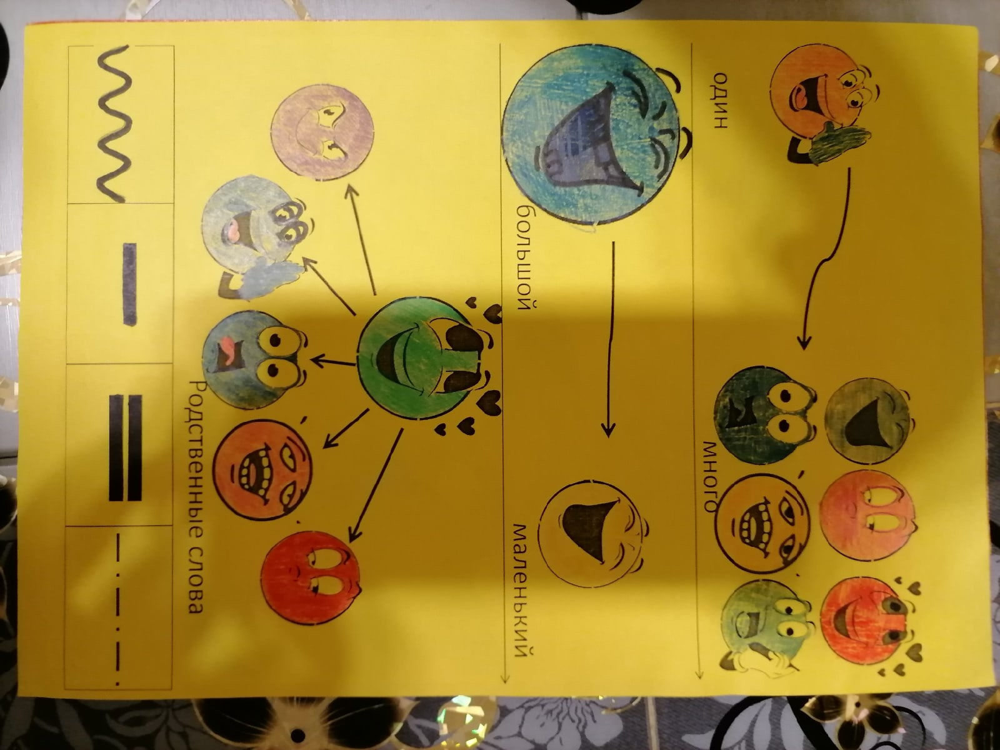 один
много
большой
маленький
Родственные слова